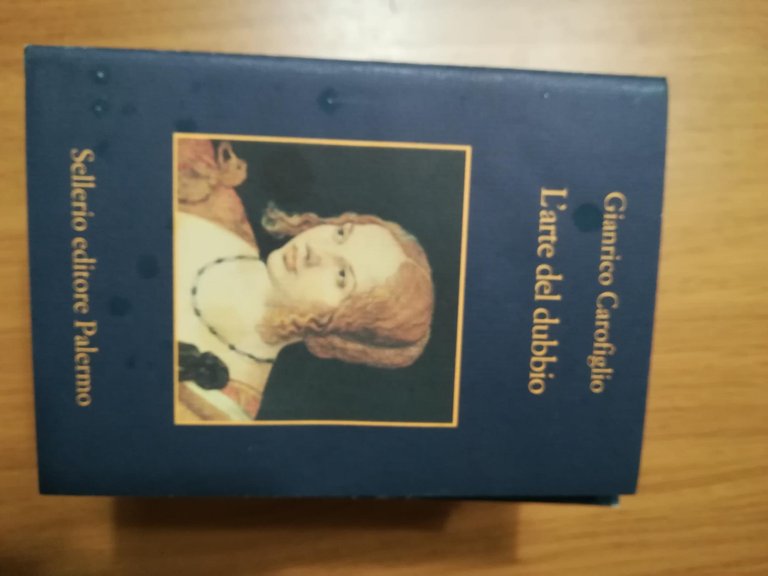 Gianrico Carofiglio
L'arte del dubbio
Sellerio editore Palermo